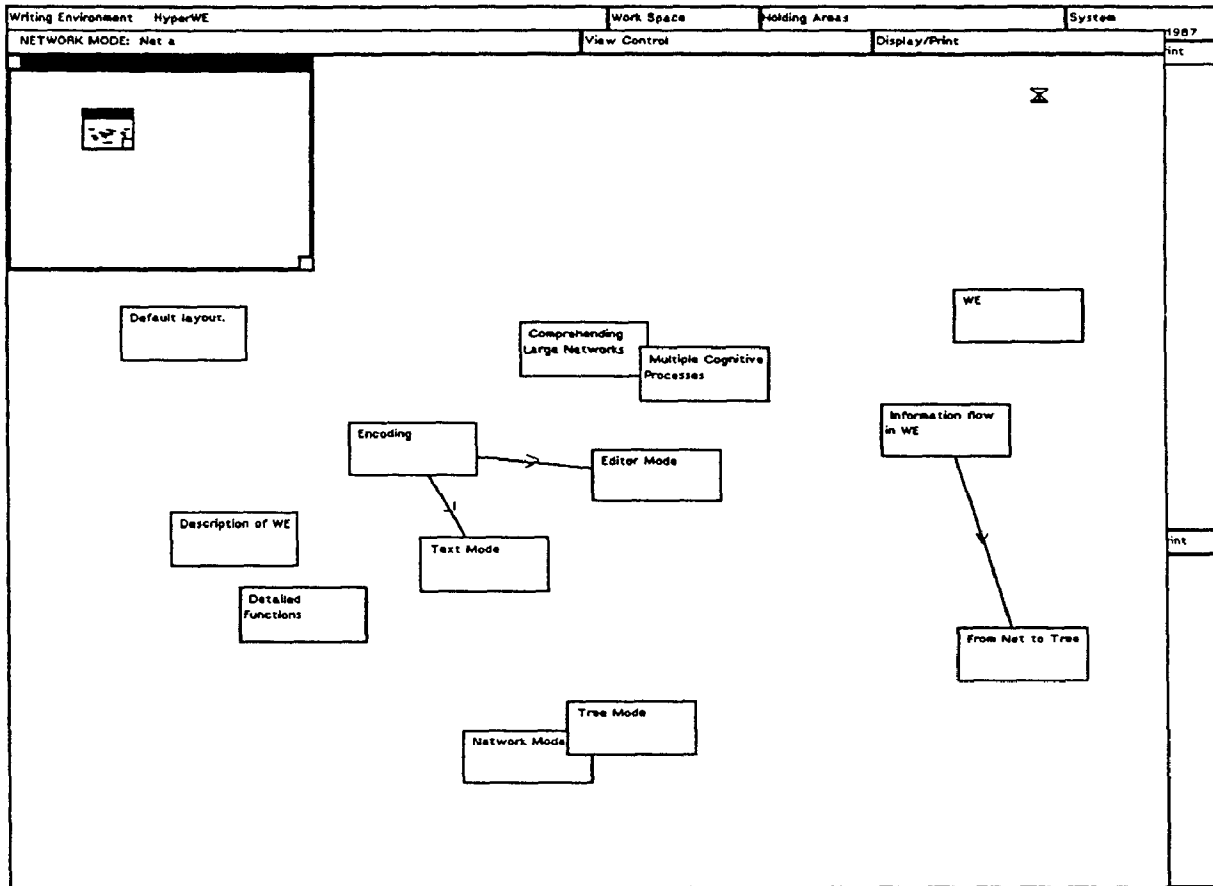 Writing Environment HyperWE
Work Space
Holding Areas
System
1987
NETWORK MODE: Net a
View Control
Display/Print
int
Default layout.
WE
Comprehending
Large Networks
Multiple Cognitive
Processes
Information flow
in WE
Encoding
Editor Mode
Description of WE
int
Text Mode
Detailed
Functions
From Net to Tree
Tree Mode
Network Mode